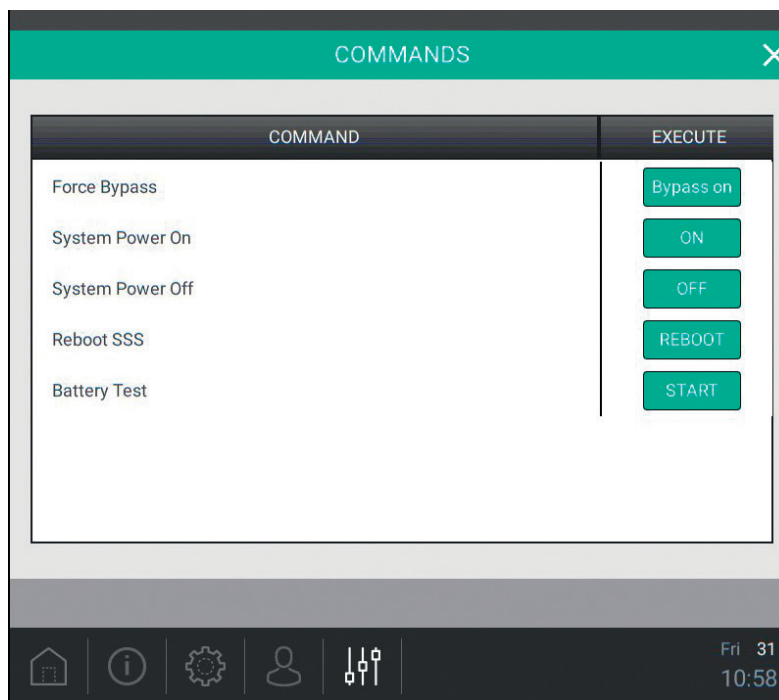 COMMANDS
COMMAND EXECUTE
Force Bypass Bypass on
System Power On ON
System Power Off OFF
Reboot SSS REBOOT
Battery Test START
Fri 31
10:58